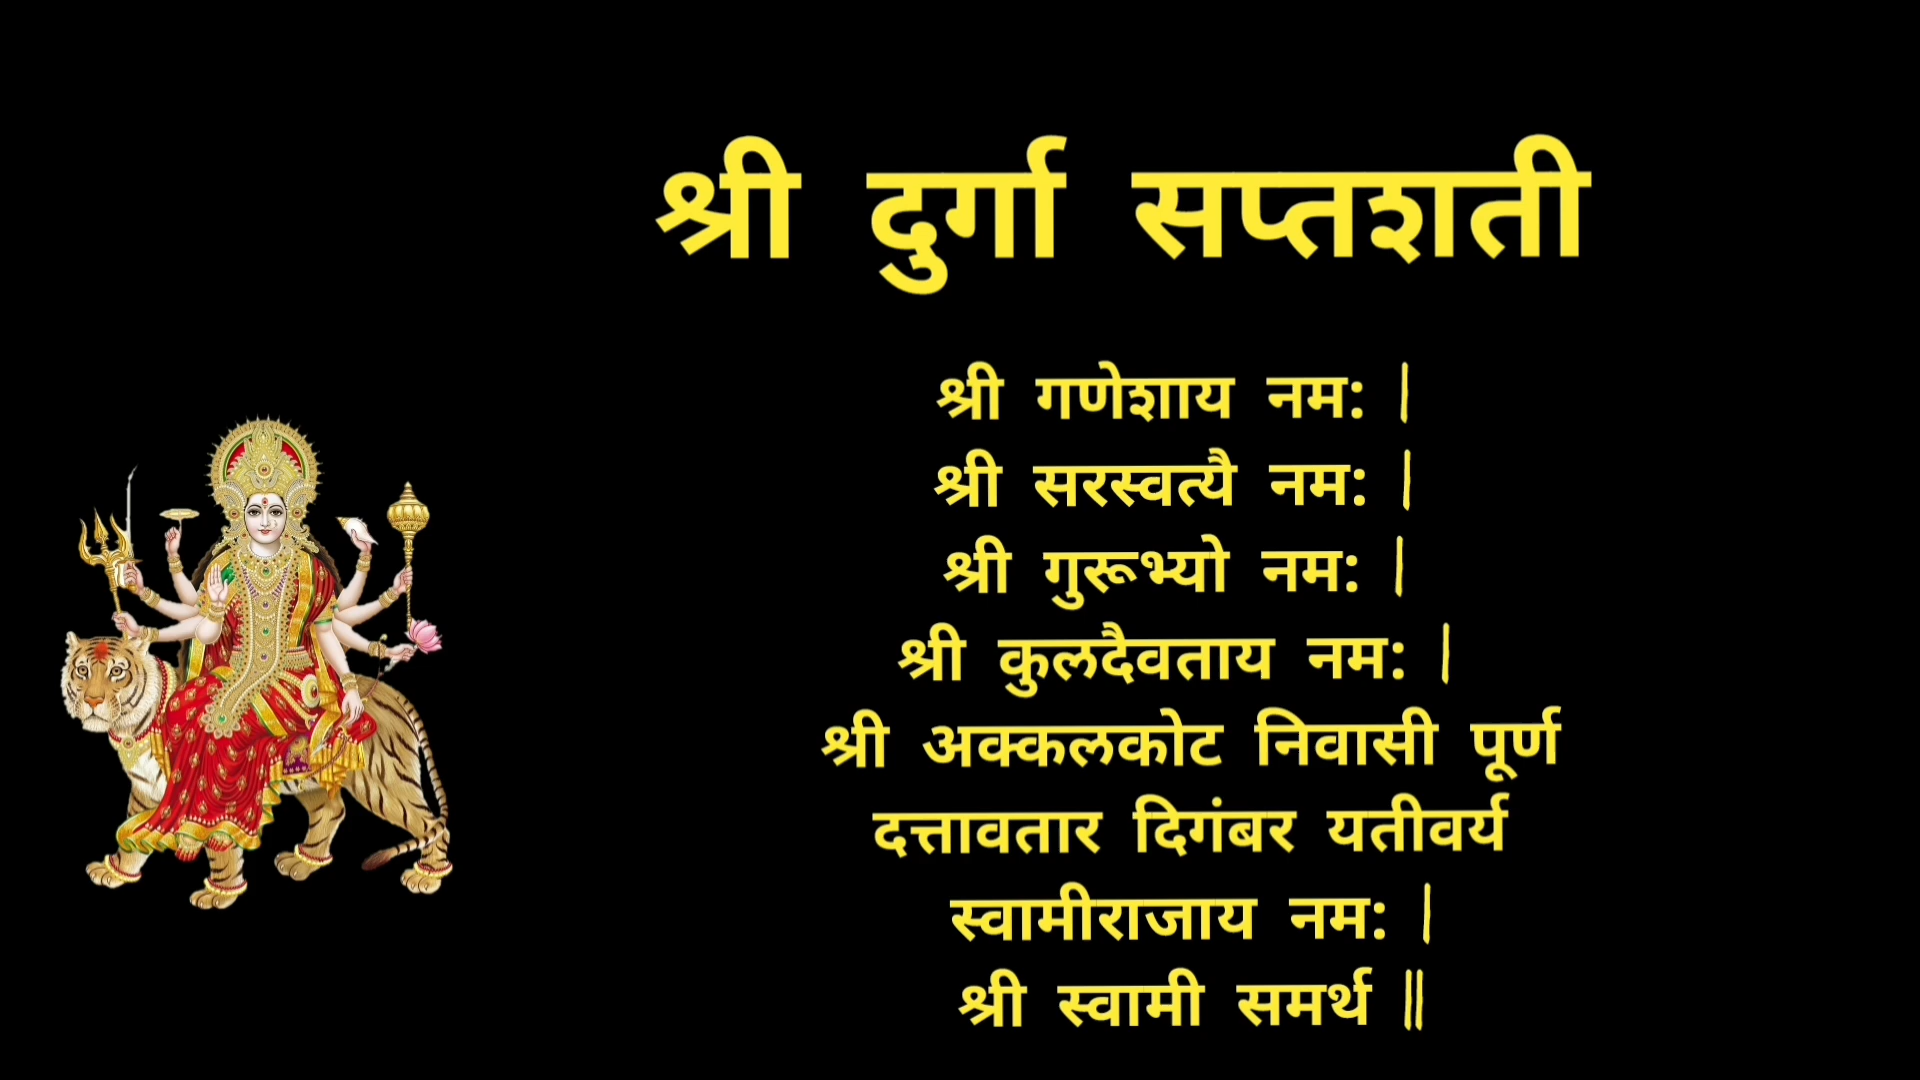 श्री दुर्गा सप्तशती
श्री गणेशाय नम: |
श्री सरस्वत्यै नम: |
श्री गुरूभ्यो नम: |
श्री कुलदैवताय नम: |
श्री अक्कलकोट निवासी पूर्ण
दत्तावतार दिगंबर यतीवर्य
स्वामीराजाय नम: |
श्री स्वामी समर्थ ||